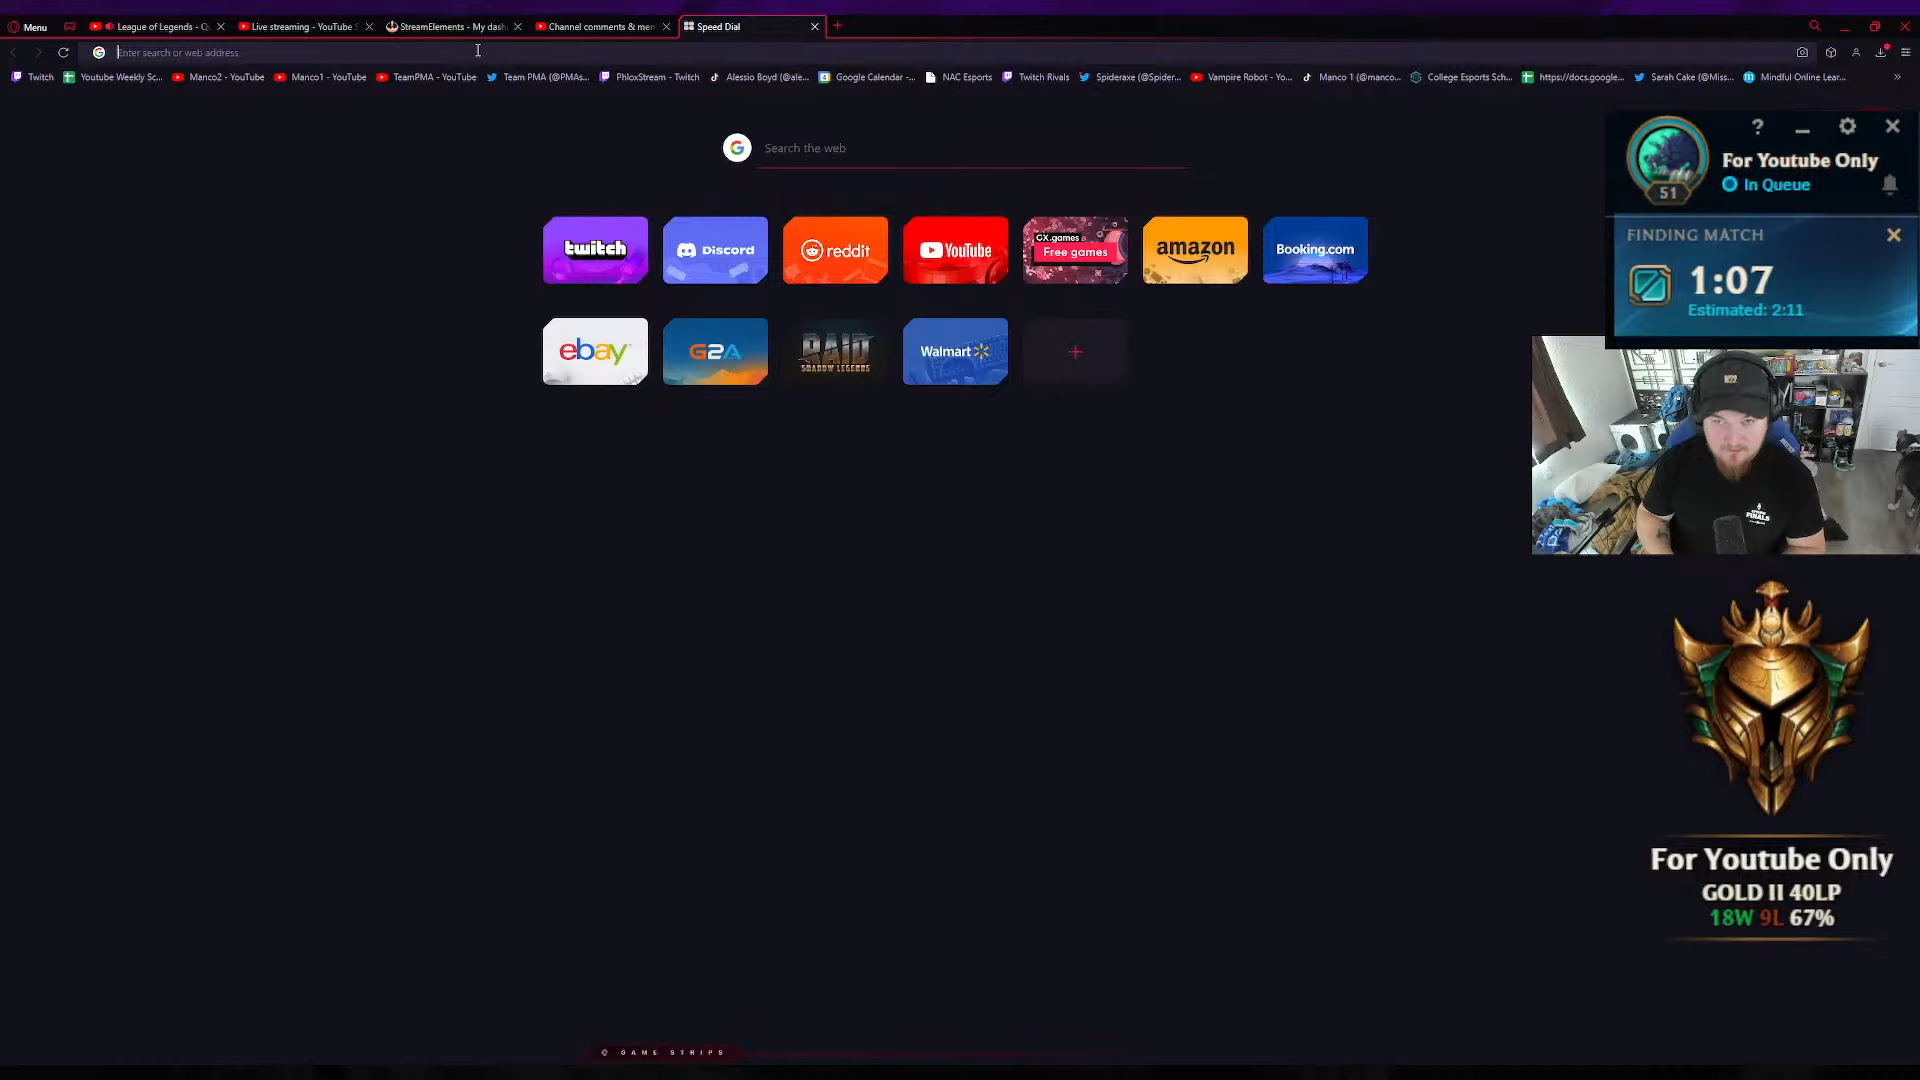 Menu
League of Legends - Q
Live streaming - YouTube S
StreamElements - My dash
Channel comments & men
Speed Dial
Enter search or web address
Twitch
Youtube Weekly Sc...
Manco2 - YouTube
Manco1 - YouTube
TeamPMA - YouTube
Team PMA (@PMAs...
PhloxStream - Twitch
Alessio Boyd (@ale...
Google Calendar -...
NAC Esports
Twitch Rivals
Spideraxe (@Spider...
Vampire Robot - Yo...
Manco 1 (@manco...
College Esports Sch...
https://docs.google...
Sarah Cake (@Miss...
Mindful Online Lear...
Search the web
twitch
Discord
reddit
YouTube
GX.games
Free games
amazon
Booking.com
ebay
G2A
RAID
SHADOW LEGENDS
Walmart
For Youtube Only
In Queue
51
FINDING MATCH
1:07
Estimated: 2:11
FINALS
For Youtube Only
GOLD II 40LP
18W 9L 67%
GAME STRIPS